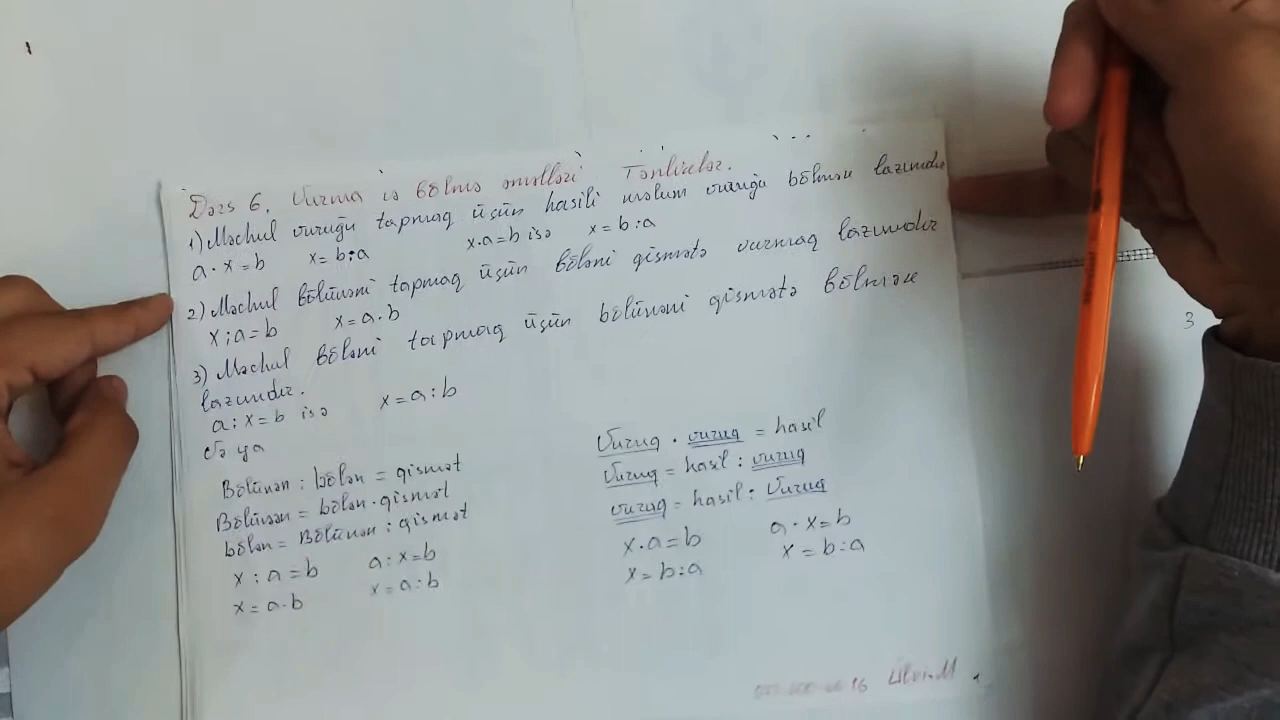 Dərs 6. Vurma və bölmə əməlləri. Tənliklər.
1) Məchul vuruğu tapmaq üçün hasili məlum vuruğa bölmək lazımdır
a · x = b x = b : a x · a = b isə x = b : a
2) Məchul bölünəni tapmaq üçün böləni qismətə vurmaq lazımdır
x : a = b x = a · b
3) Məchul böləni tapmaq üçün bölünəni qismətə bölmək
lazımdır.
a : x = b isə x = a : b
Və ya
Bölünən : bölən = qismət
Bölünən = bölən · qismət
bölən = Bölünən : qismət
x : a = b a : x = b
x = a · b x = a : b
Vuruq · vuruq = hasil
Vuruq = hasil : vuruq
vuruq = hasil : Vuruq
x · a = b a · x = b
x = b : a x = b : a
16
3